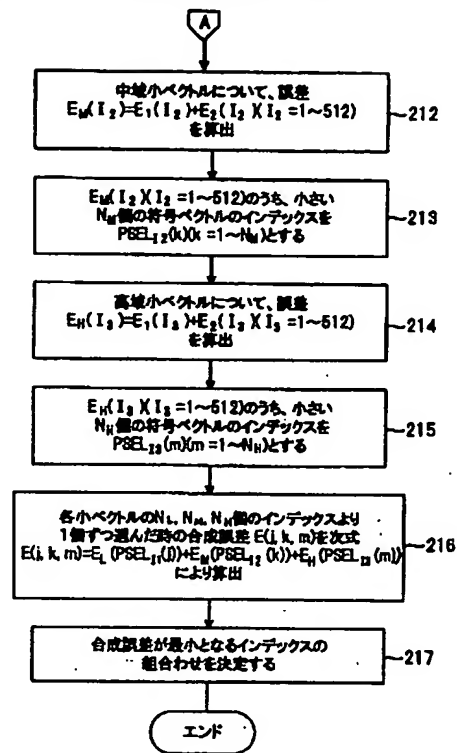 A
中域小ベクトルについて、誤差
E_M(I_2)=E_1(I_2)+E_2(I_2)(I_2=1~512)
を算出
212
E_M(I_2)(I_2=1~512)のうち、小さい
N_M個の符号ベクトルのインデックスを
PSEL_I2(k)(k=1~N_M)とする
213
高域小ベクトルについて、誤差
E_H(I_3)=E_1(I_3)+E_2(I_3)(I_3=1~512)
を算出
214
E_H(I_3)(I_3=1~512)のうち、小さい
N_H個の符号ベクトルのインデックスを
PSEL_I3(m)(m=1~N_H)とする
215
各小ベクトルのN_L, N_M, N_H個のインデックスより
1個ずつ選んだ時の合成誤差 E(j, k, m)を次式
E(j, k, m)=E_L(PSEL_I1(j))+E_M(PSEL_I2(k))+E_H(PSEL_I3(m))
により算出
216
合成誤差が最小となるインデックスの
組合わせを決定する
217
エンド